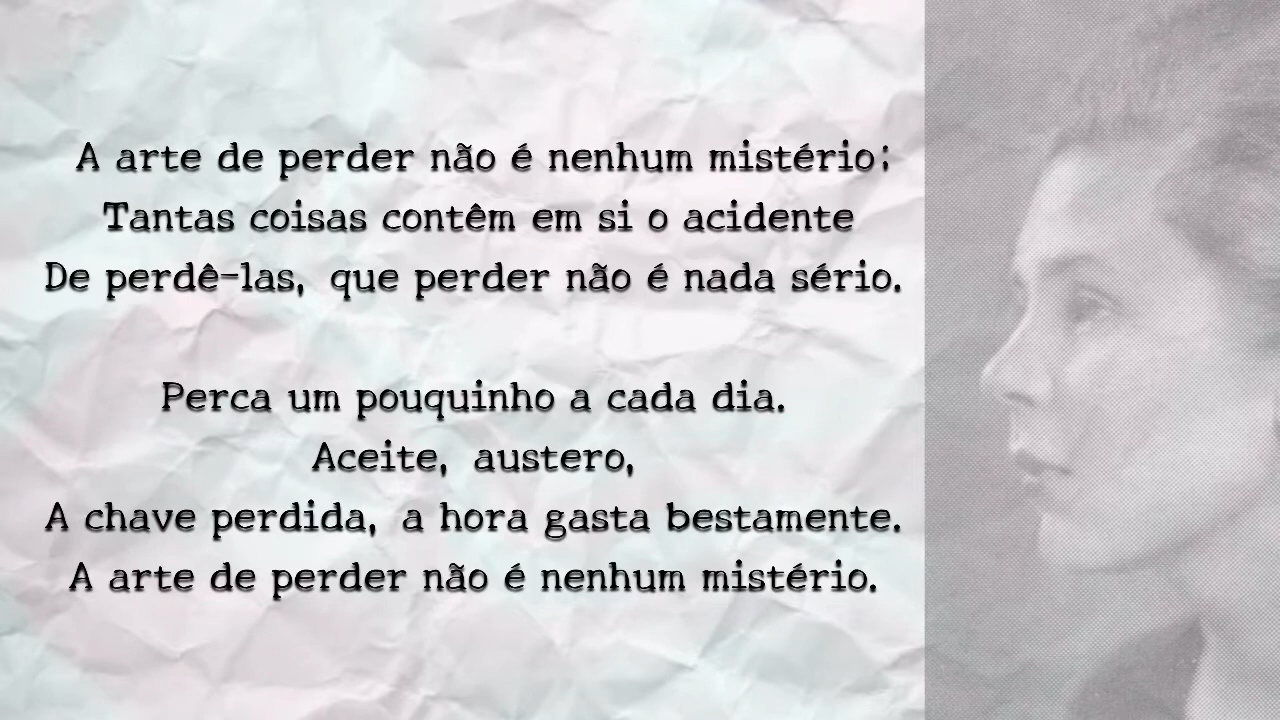 A arte de perder não é nenhum mistério;
Tantas coisas contêm em si o acidente
De perdê-las, que perder não é nada sério.
Perca um pouquinho a cada dia.
Aceite, austero,
A chave perdida, a hora gasta bestamente.
A arte de perder não é nenhum mistério.